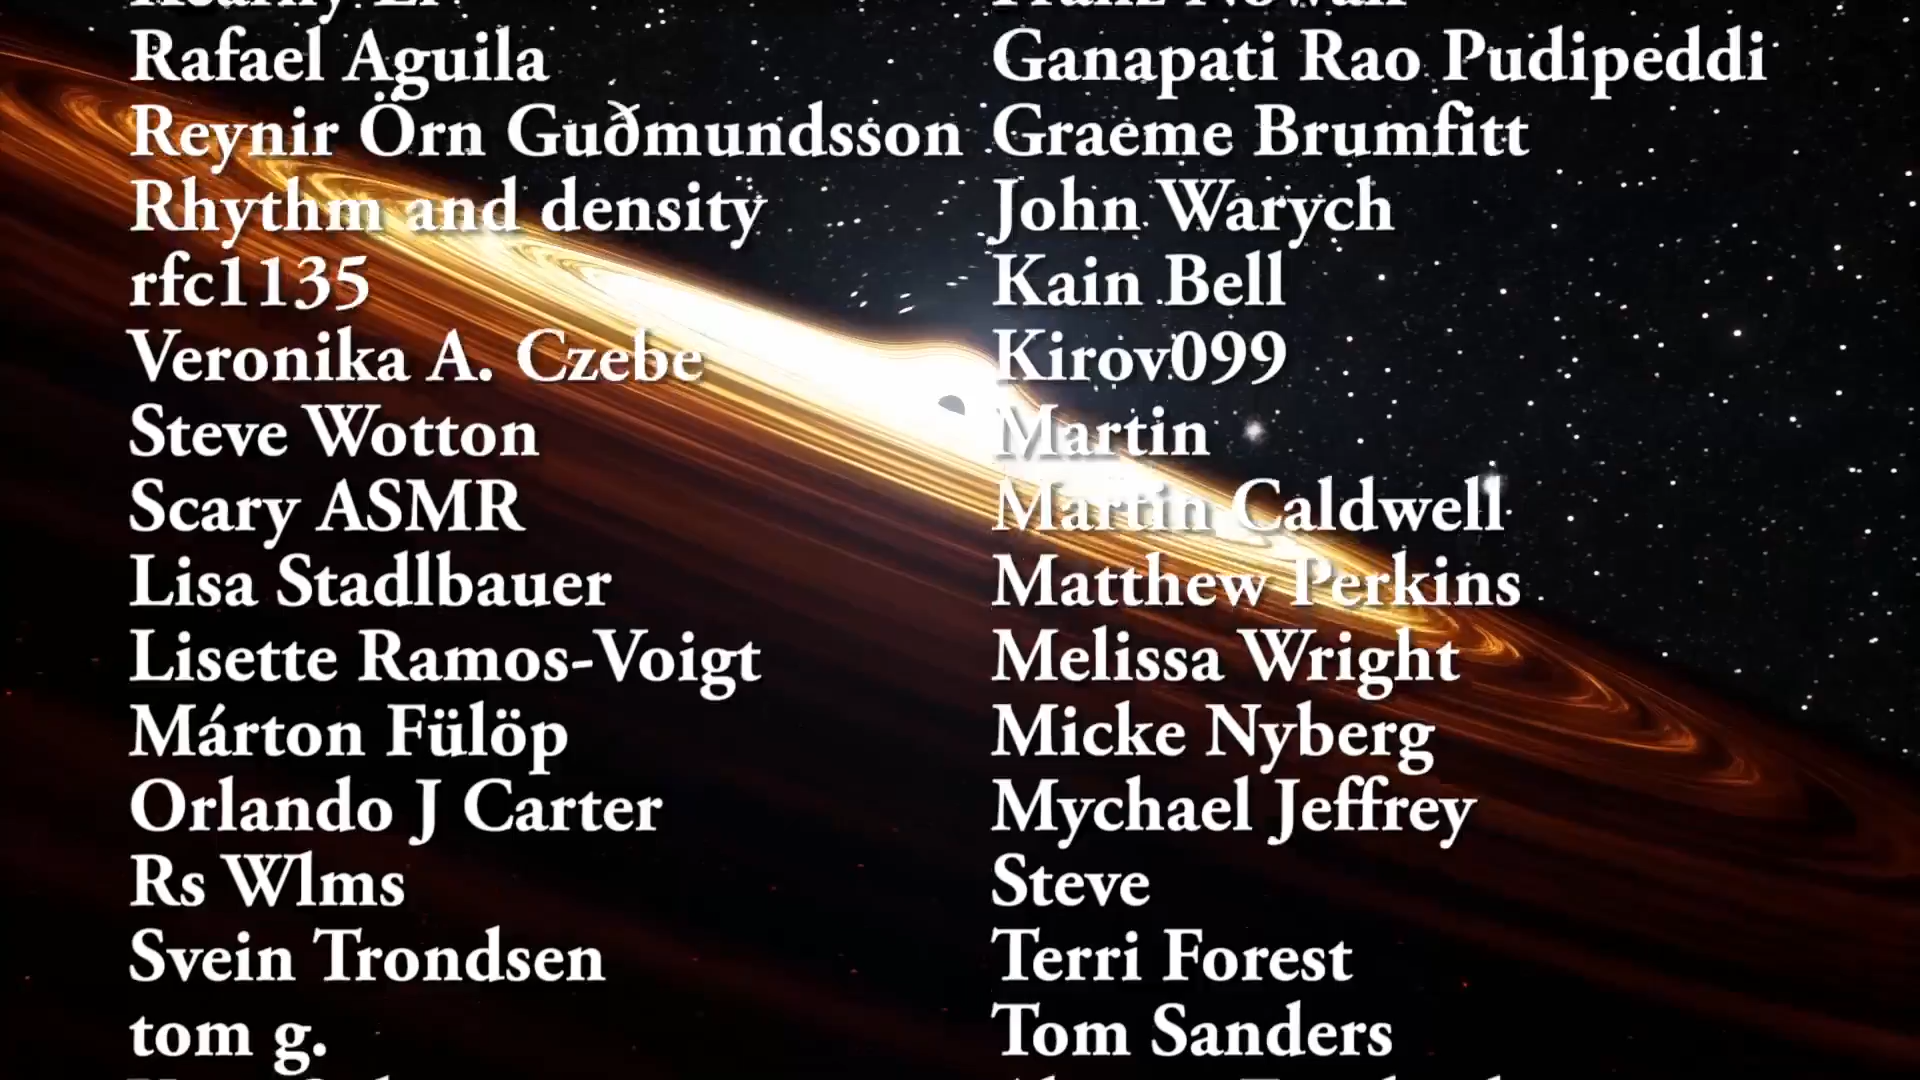 Rafael Aguila
Reynir Örn Guðmundsson
Rhythm and density
rfc1135
Veronika A. Czebe
Steve Wotton
Scary ASMR
Lisa Stadlbauer
Lisette Ramos-Voigt
Márton Fülöp
Orlando J Carter
Rs Wlms
Svein Trondsen
tom g.
Franz Nowak
Ganapati Rao Pudipeddi
Graeme Brumfitt
John Warych
Kain Bell
Kirov099
Martin
Martin Caldwell
Matthew Perkins
Melissa Wright
Micke Nyberg
Mychael Jeffrey
Steve
Terri Forest
Tom Sanders